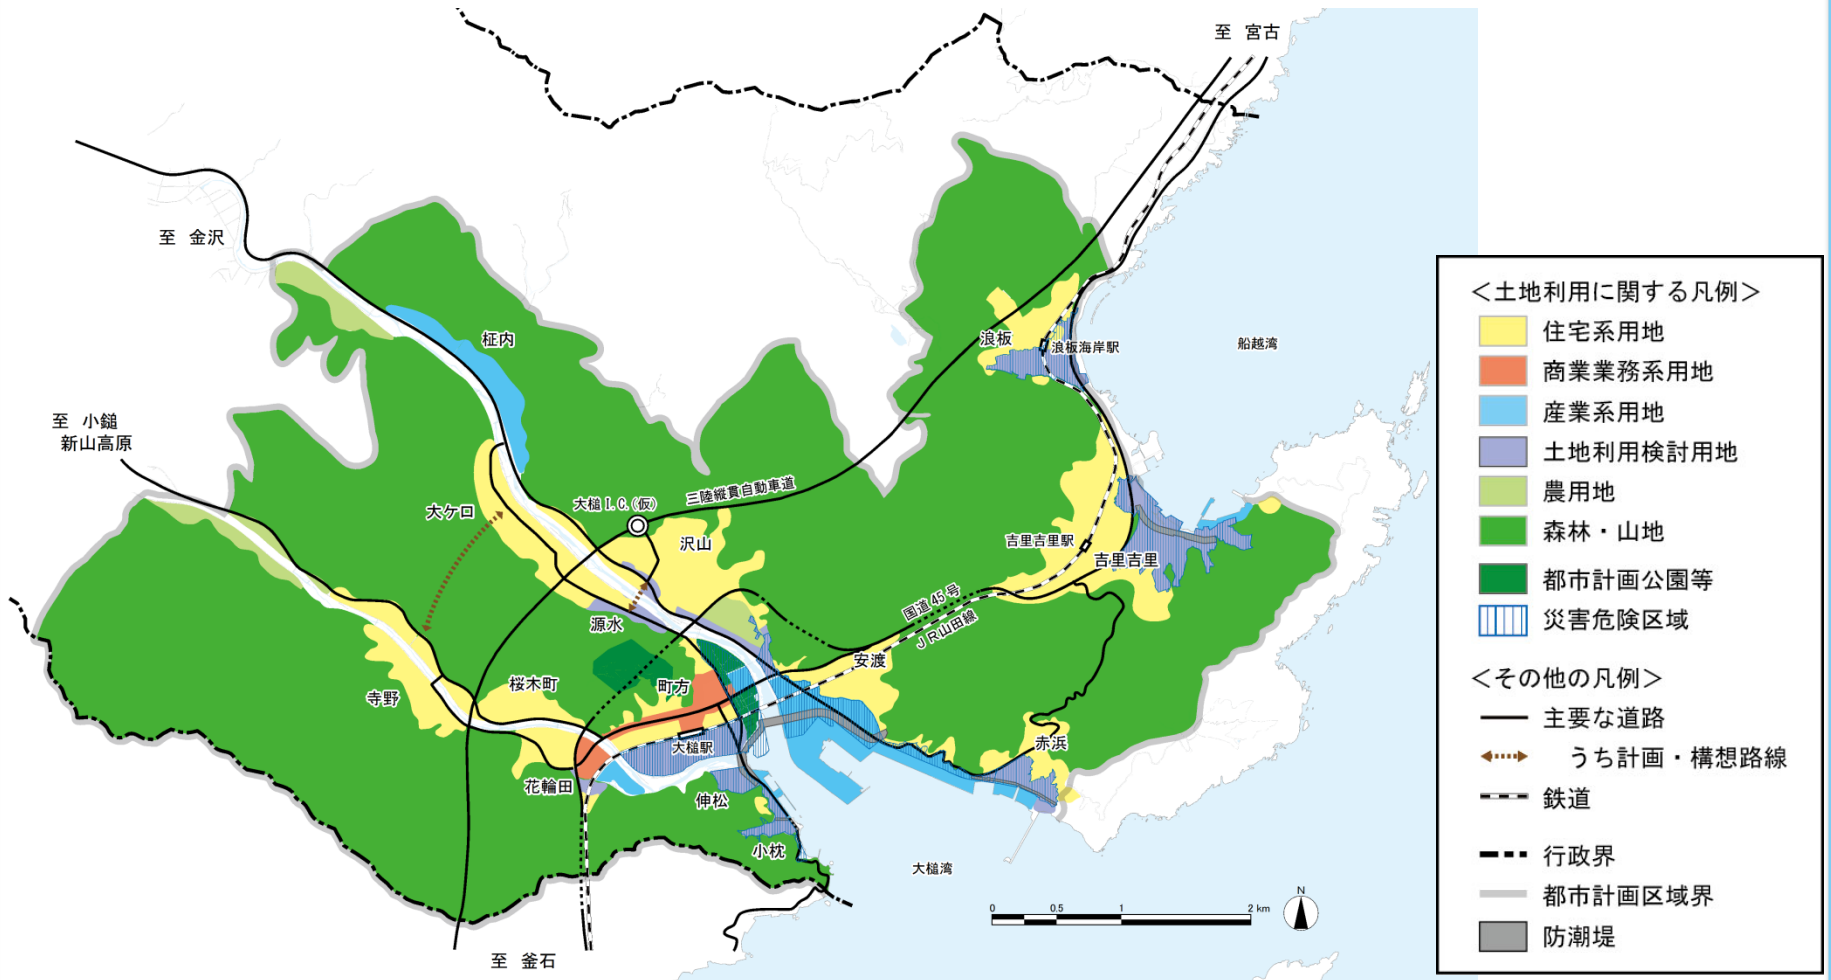 至 宮古
至 金沢
柾内
浪板
浪板海岸駅
船越湾
至 小鎚
新山高原
大ケ口
大槌I.C.(仮)
三陸縦貫自動車道
沢山
吉里吉里駅
吉里吉里
源水
国道45号
JR山田線
安渡
寺野
桜木町
町方
大槌駅
赤浜
花輪田
伸松
小枕
大槌湾
至 釜石
0 0.5 1 2 km
N
<土地利用に関する凡例>
住宅系用地
商業業務系用地
産業系用地
土地利用検討用地
農用地
森林・山地
都市計画公園等
災害危険区域
<その他の凡例>
主要な道路
うち計画・構想路線
鉄道
行政界
都市計画区域界
防潮堤